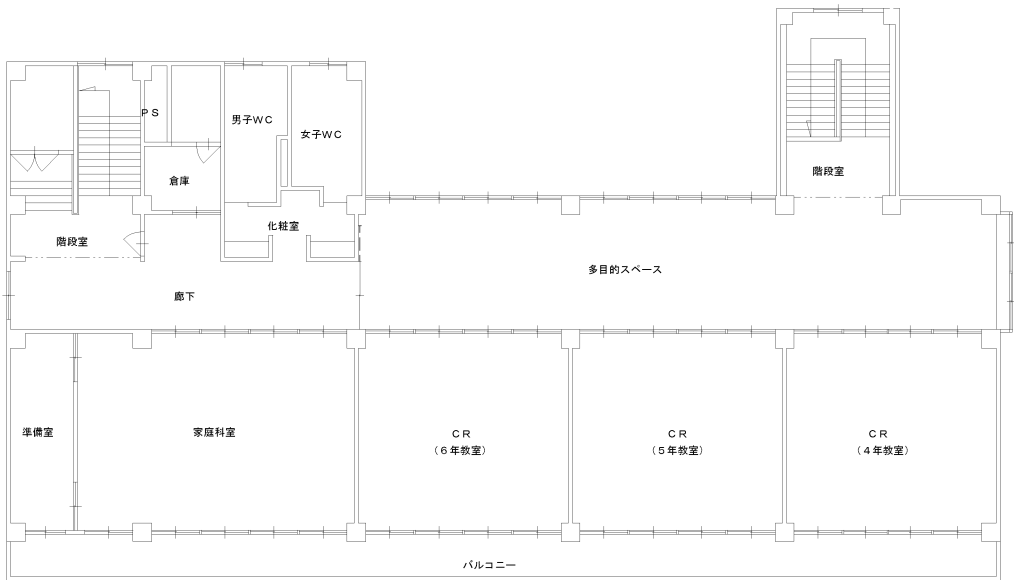 ＰＳ
男子ＷＣ
女子ＷＣ
階段室
倉庫
化粧室
階段室
多目的スペース
廊下
準備室
家庭科室
ＣＲ
（６年教室）
ＣＲ
（５年教室）
ＣＲ
（４年教室）
バルコニー